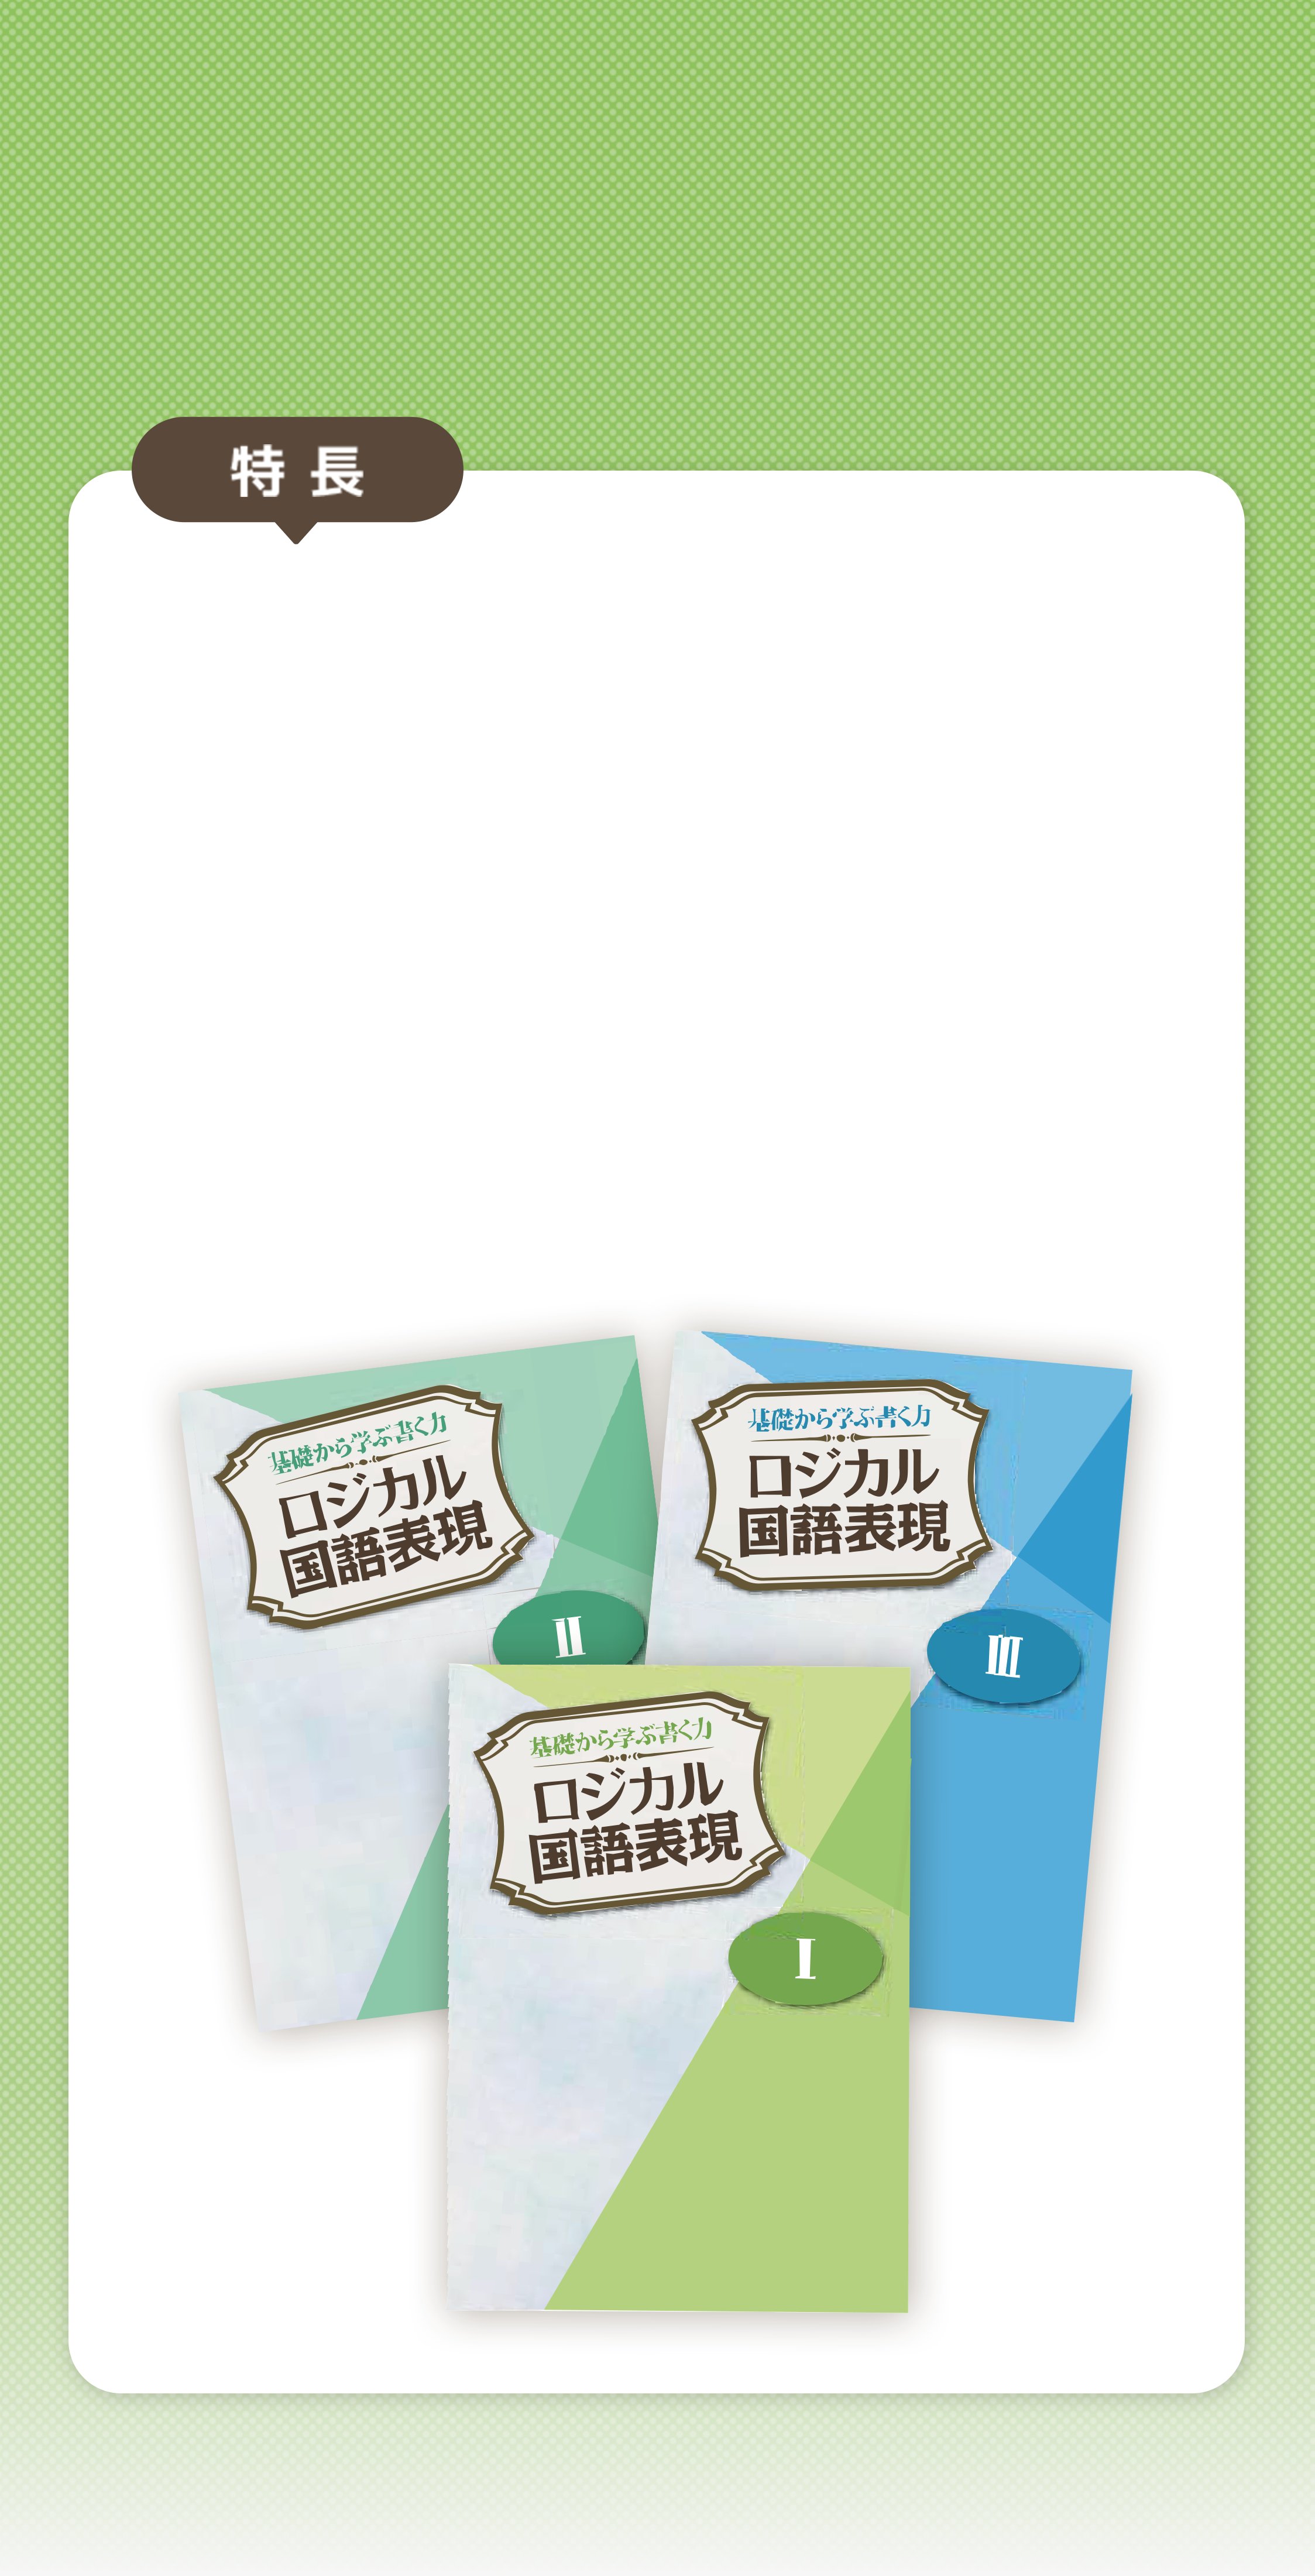 特長
基礎から学ぶ書く力
ロジカル
国語表現
II
基礎から学ぶ書く力
ロジカル
国語表現
III
基礎から学ぶ書く力
ロジカル
国語表現
I